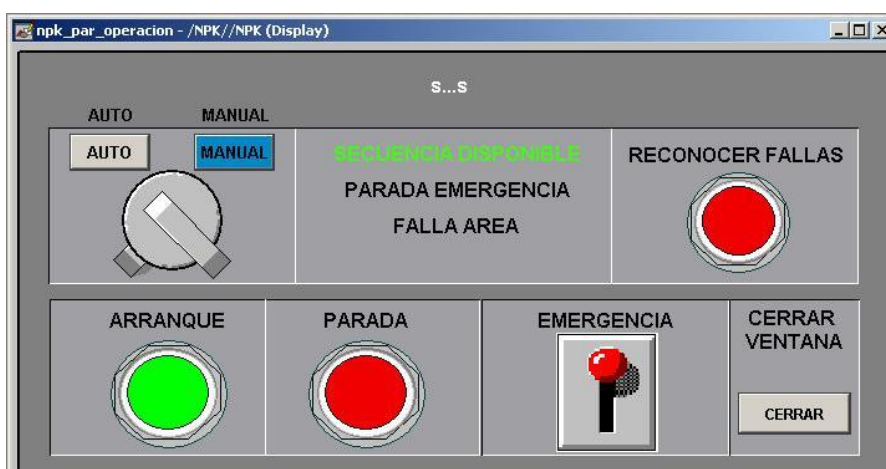 npk_par_operacion - /NPK//NPK (Display)
S...S
AUTO MANUAL
AUTO MANUAL
SECUENCIA DISPONIBLE
PARADA EMERGENCIA
FALLA AREA
RECONOCER FALLAS
ARRANQUE
PARADA
EMERGENCIA
CERRAR
VENTANA
CERRAR